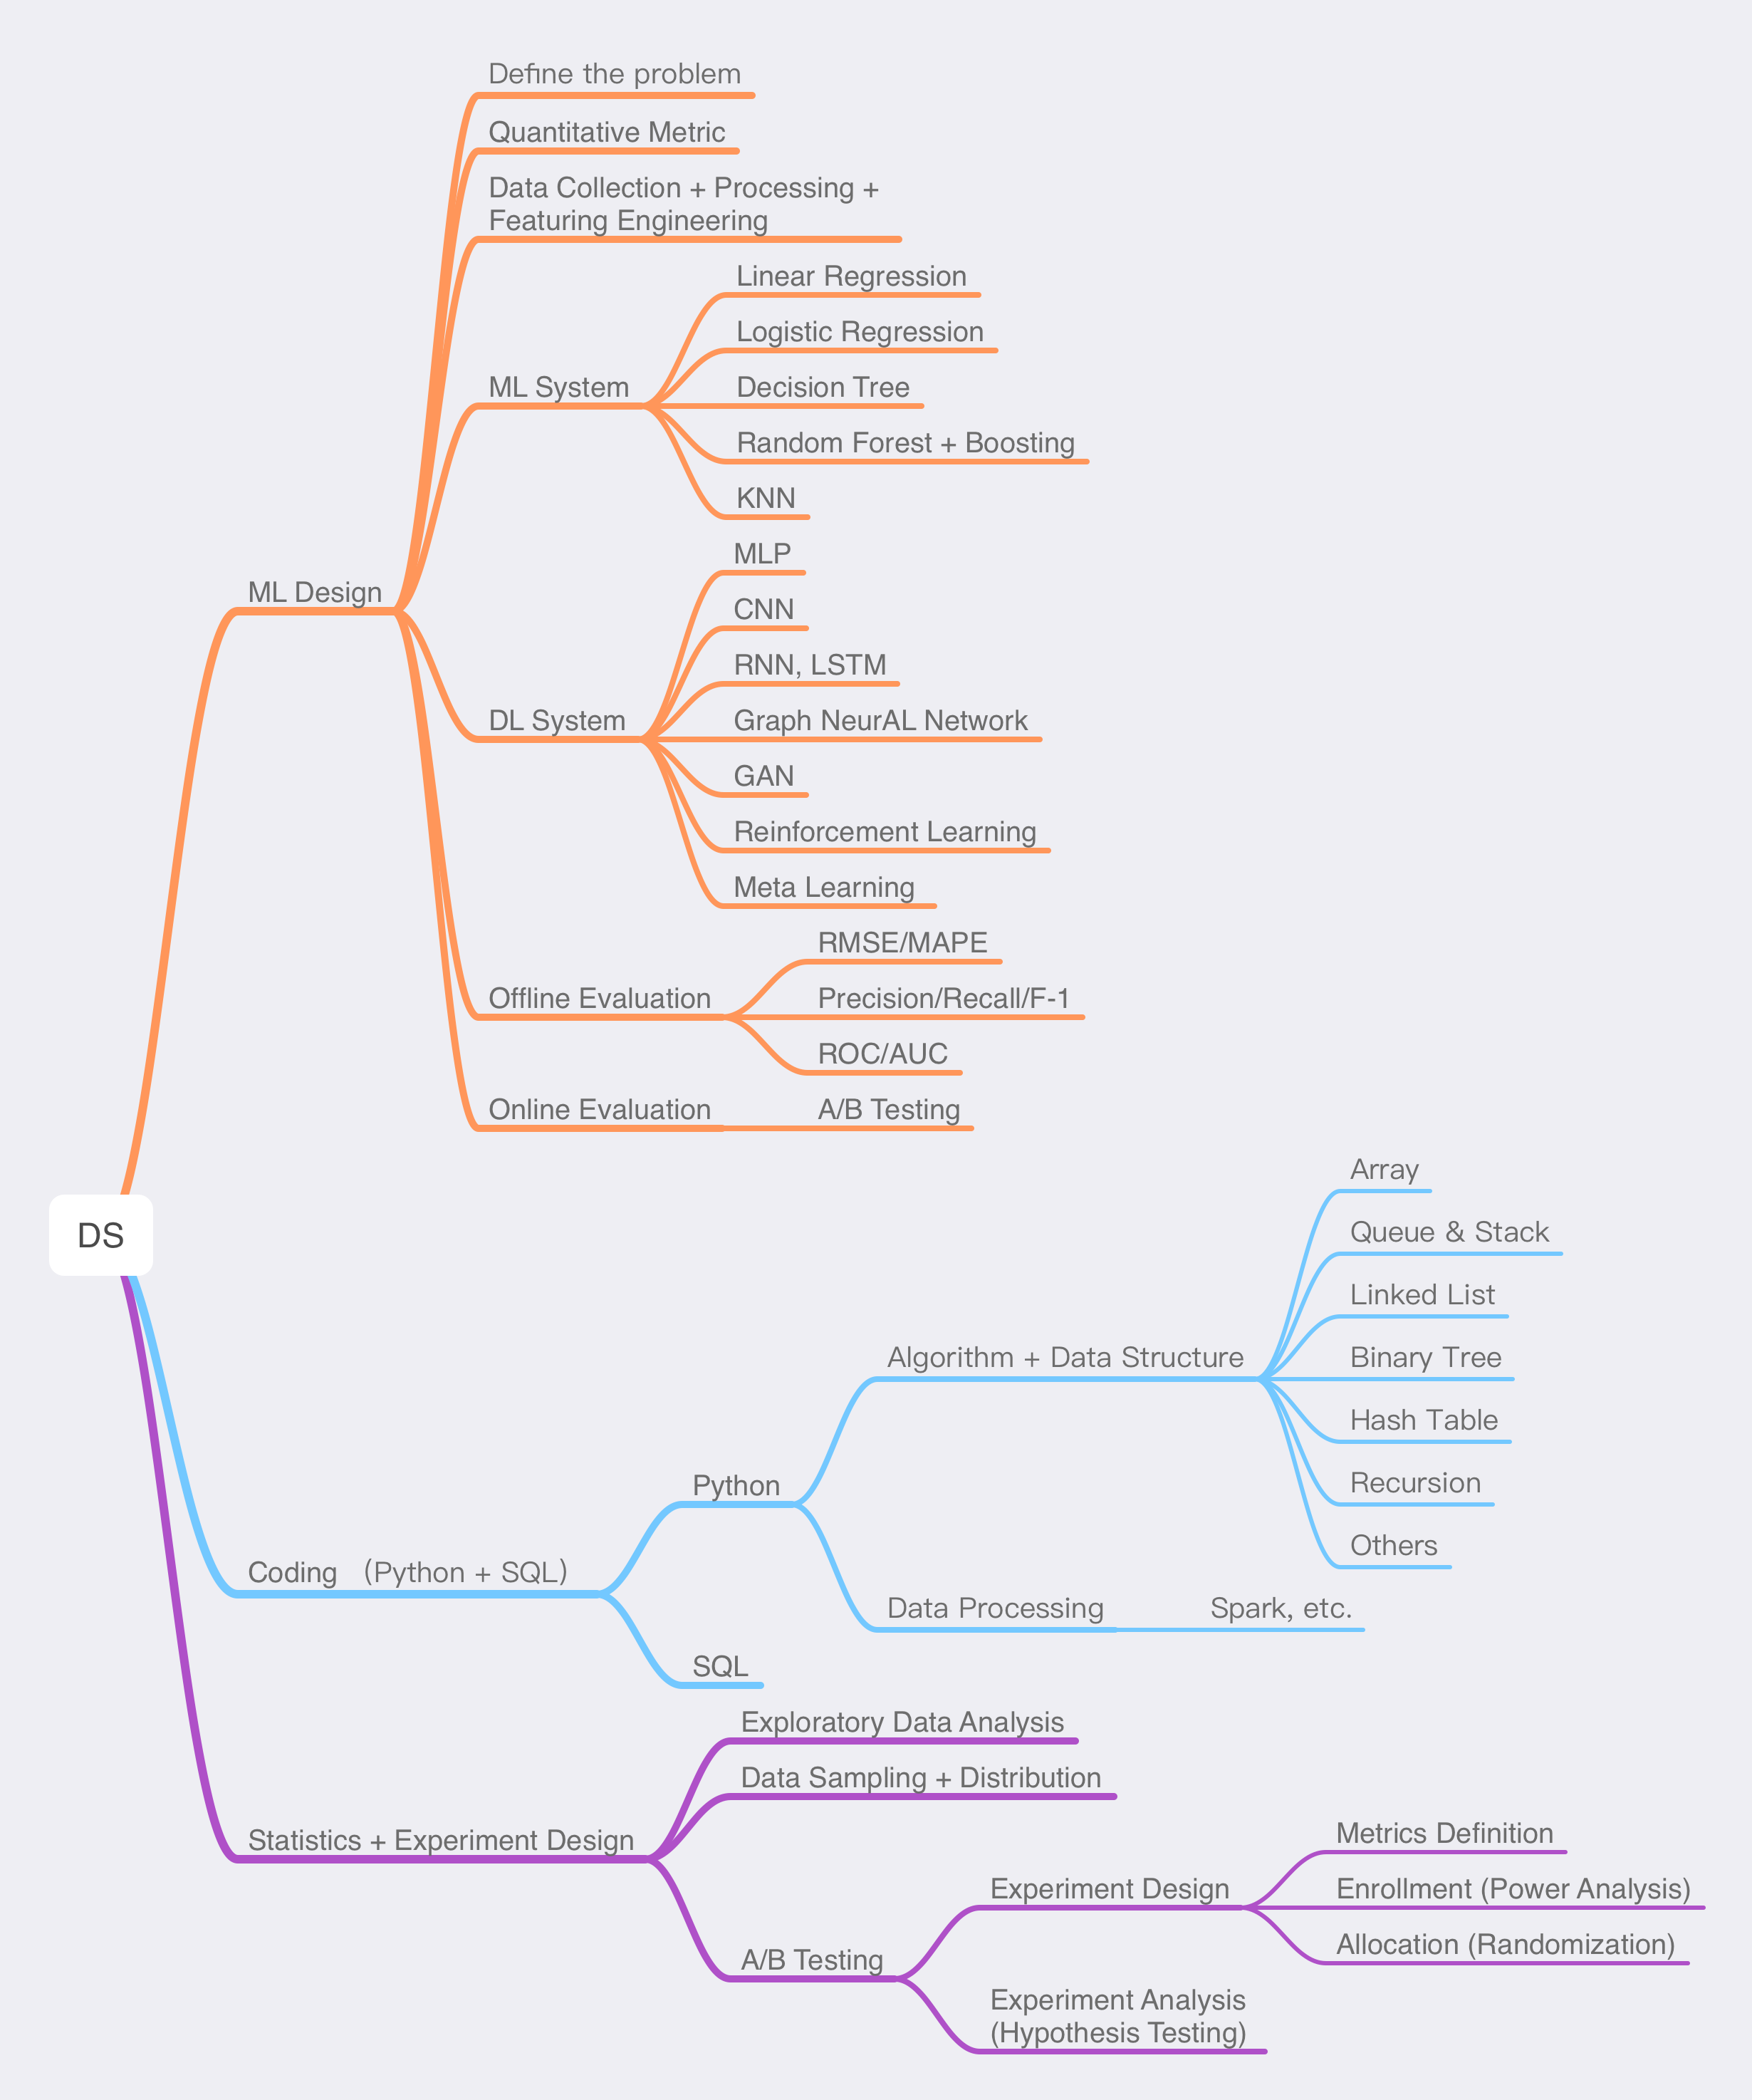 Define the problem
Quantitative Metric
Data Collection + Processing +
Featuring Engineering
Linear Regression
Logistic Regression
ML System
Decision Tree
Random Forest + Boosting
KNN
MLP
ML Design
CNN
RNN, LSTM
DL System
Graph NeurAL Network
GAN
Reinforcement Learning
Meta Learning
RMSE/MAPE
Offline Evaluation
Precision/Recall/F-1
ROC/AUC
Online Evaluation
A/B Testing
Array
DS
Queue & Stack
Linked List
Algorithm + Data Structure
Binary Tree
Hash Table
Python
Recursion
Others
Coding （Python + SQL）
Data Processing
Spark, etc.
SQL
Exploratory Data Analysis
Data Sampling + Distribution
Statistics + Experiment Design
Metrics Definition
Experiment Design
Enrollment (Power Analysis)
Allocation (Randomization)
A/B Testing
Experiment Analysis
(Hypothesis Testing)